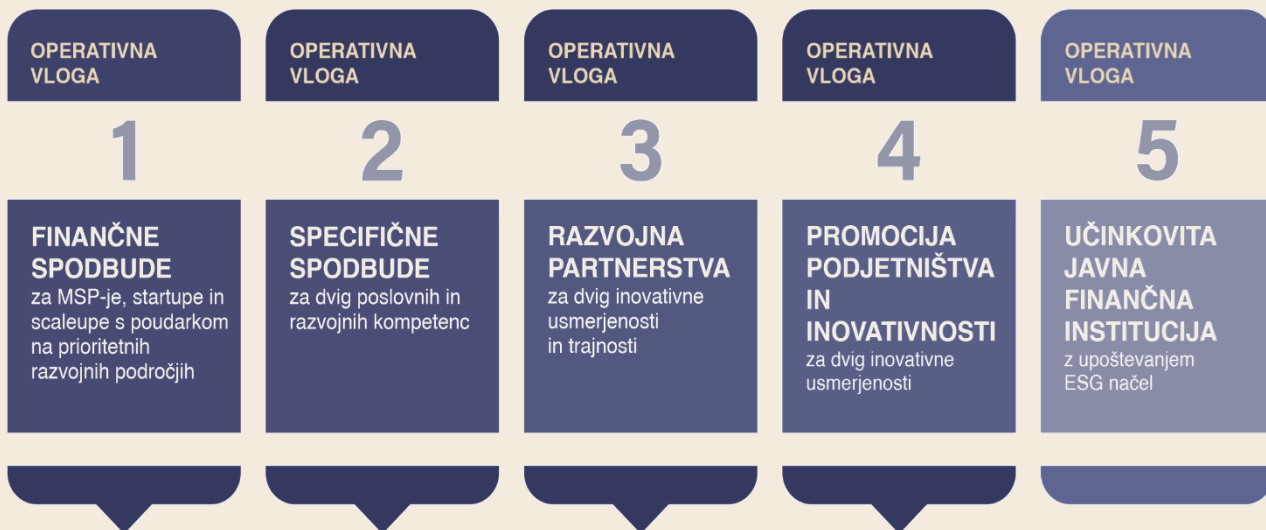 OPERATIVNA
VLOGA
1
FINANČNE
SPODBUDE
za MSP-je, startupe in
scaleupe s poudarkom
na prioritetnih
razvojnih področjih
OPERATIVNA
VLOGA
2
SPECIFIČNE
SPODBUDE
za dvig poslovnih in
razvojnih kompetenc
OPERATIVNA
VLOGA
3
RAZVOJNA
PARTNERSTVA
za dvig inovativne
usmerjenosti
in trajnosti
OPERATIVNA
VLOGA
4
PROMOCIJA
PODJETNIŠTVA
IN
INOVATIVNOSTI
za dvig inovativne
usmerjenosti
OPERATIVNA
VLOGA
5
UČINKOVITA
JAVNA
FINANČNA
INSTITUCIJA
z upoštevanjem
ESG načel